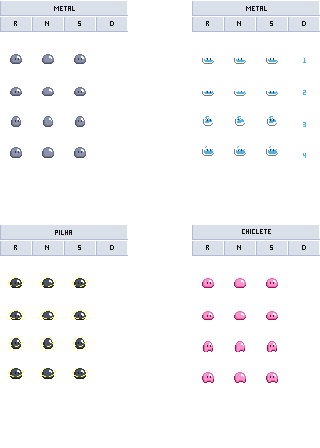 METAL METAL
R N S D R N S D
1
2
3
4
PILHA CHICLETE
R N S D R N S D